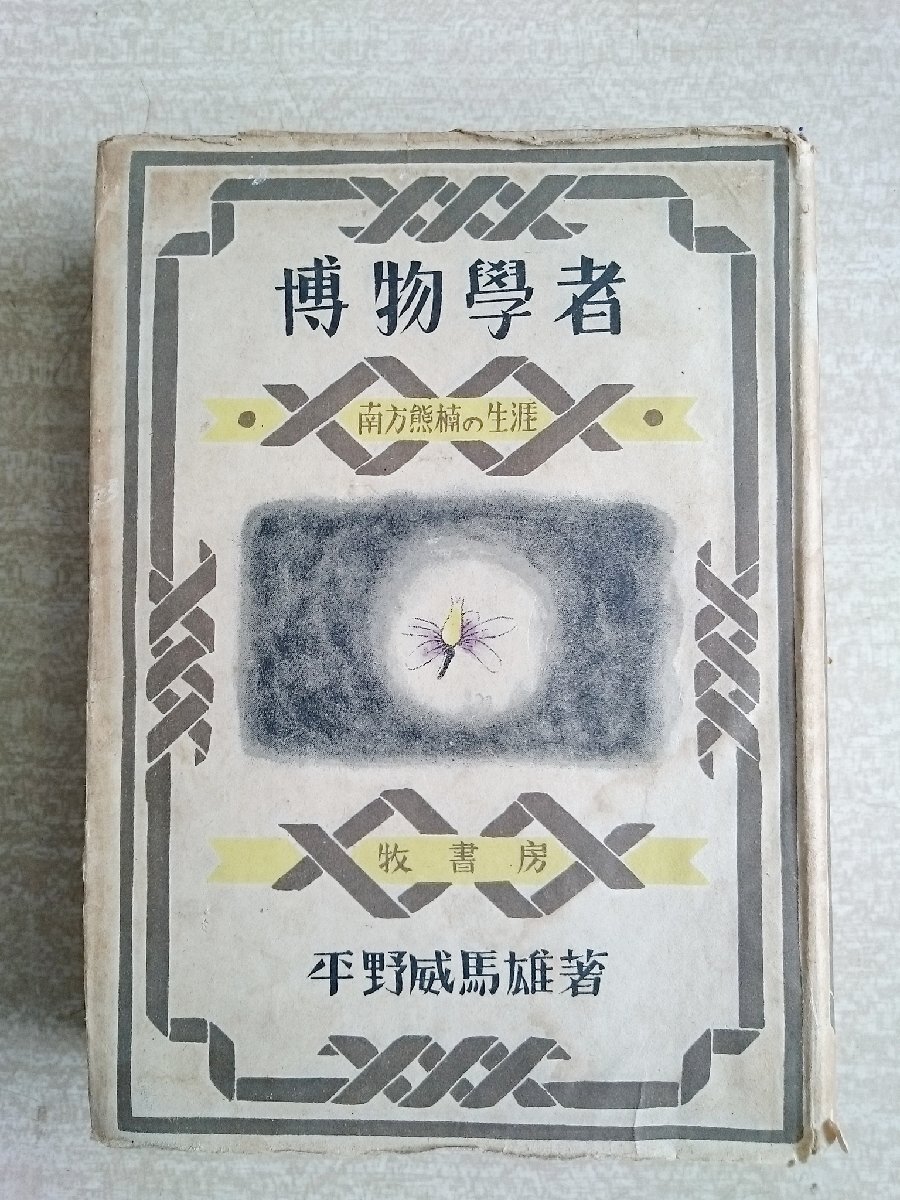 博物學者
南方熊楠の生涯
牧書房
平野威馬雄著